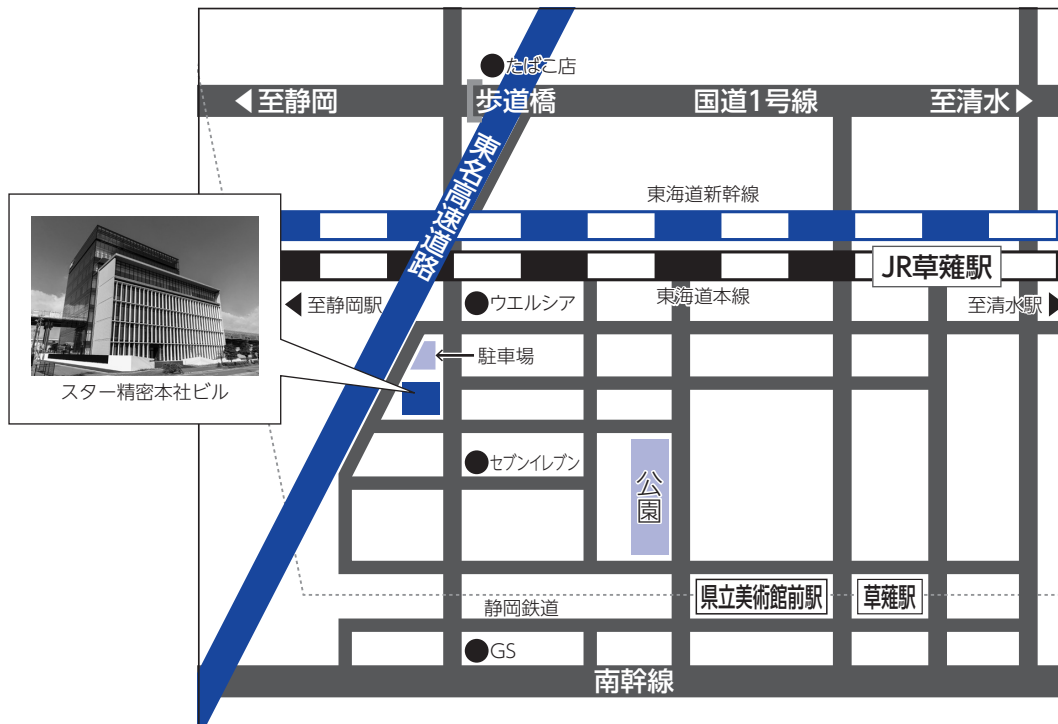 たばこ店
至静岡
歩道橋
国道1号線
至清水
東名高速道路
東海道新幹線
JR草薙駅
至静岡駅
ウエルシア
東海道本線
至清水駅
駐車場
スター精密本社ビル
セブンイレブン
公園
県立美術館前駅
草薙駅
静岡鉄道
GS
南幹線